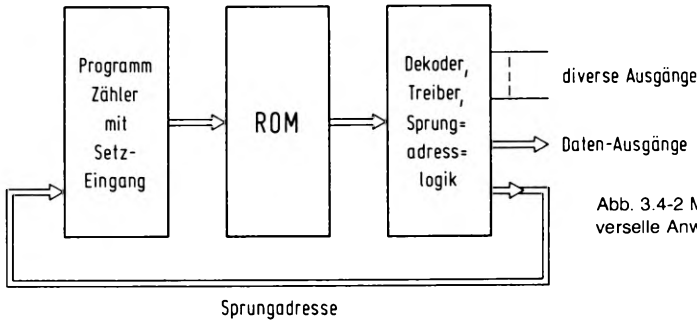 Programm
Zähler
mit
Setz-
Eingang
ROM
Dekoder,
Treiber,
Sprung=
adress=
logik
diverse Ausgänge
Daten-Ausgänge
Abb. 3.4-2
verselle
Sprungadresse